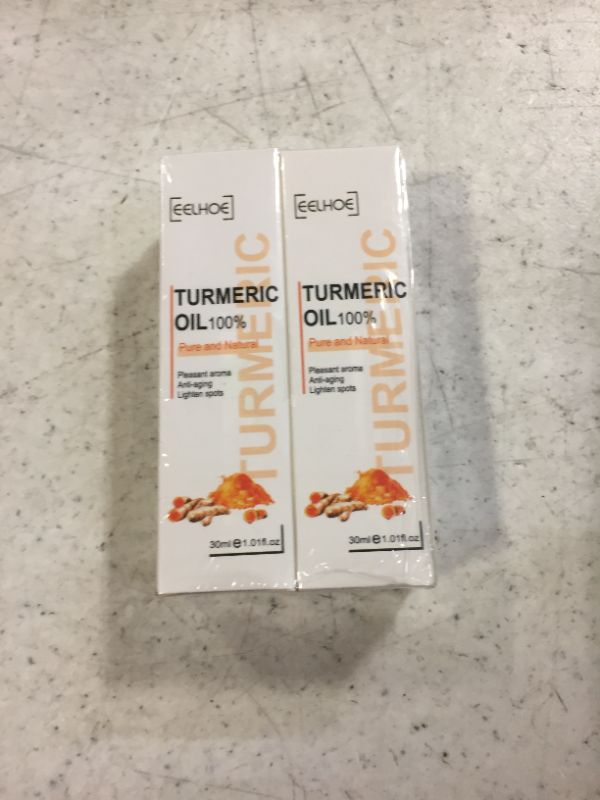 [EELHOE]
TURMERIC
TURMERIC
OIL100%
Pure and Natural
Pleasant aroma
Anti-aging
Lighten spots
30ml e 1.01fl.oz
[EELHOE]
TURMERIC
TURMERIC
OIL100%
Pure and Natural
Pleasant aroma
Anti-aging
Lighten spots
30ml e 1.01fl.oz